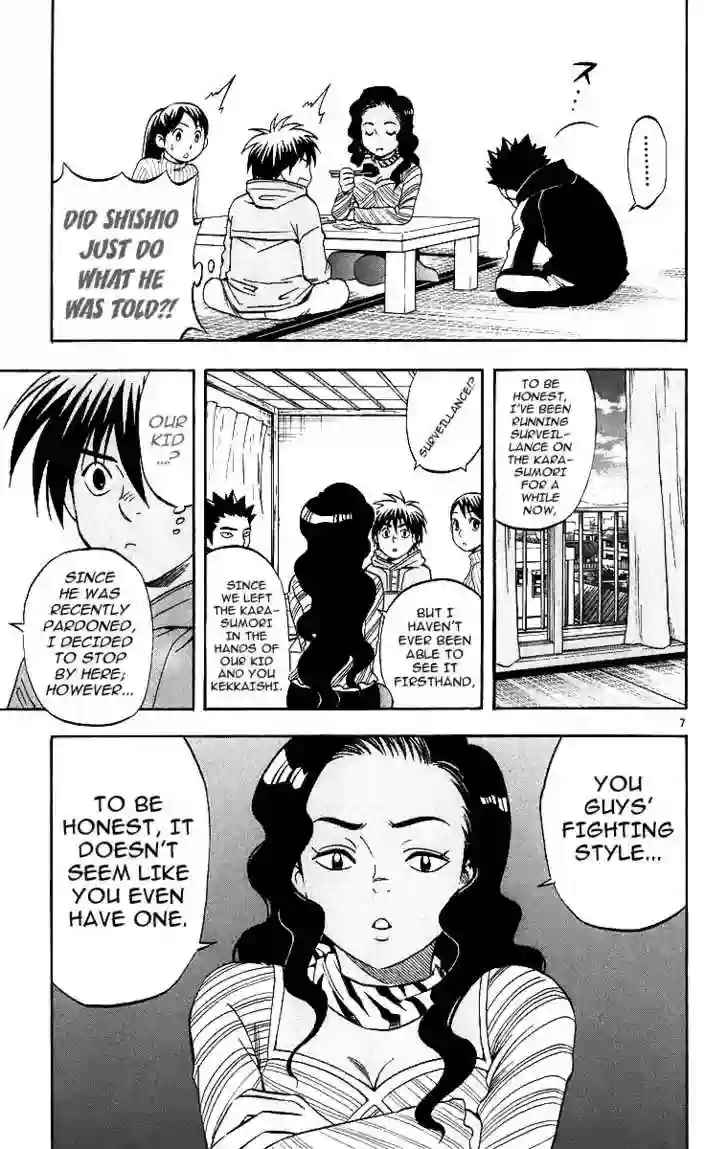 ス...
.......
DID SHISHIO
JUST DO
WHAT HE
WAS TOLD?!
TO BE
HONEST,
I'VE BEEN
RUNNING
SURVEIL-
LANCE
ON THE
KARA-
SUMORI
FOR A
WHILE
NOW,
SURVEILLANCE!?
BUT I
HAVEN'T
EVER BEEN
ABLE TO
SEE IT
FIRSTHAND,
SINCE
WE LEFT
THE KARA-
SUMORI
IN THE
HANDS OF
OUR KID
AND YOU
KEKKAISHI.
OUR
KID
...?
SINCE
HE WAS
RECENTLY
PARDONED,
I DECIDED
TO STOP
BY HERE;
HOWEVER...
7
YOU
GUYS'
FIGHTING
STYLE...
TO BE
HONEST, IT
DOESN'T
SEEM LIKE
YOU EVEN
HAVE ONE.